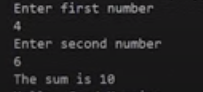 Enter first number
4
Enter second number
6
The sum is 10